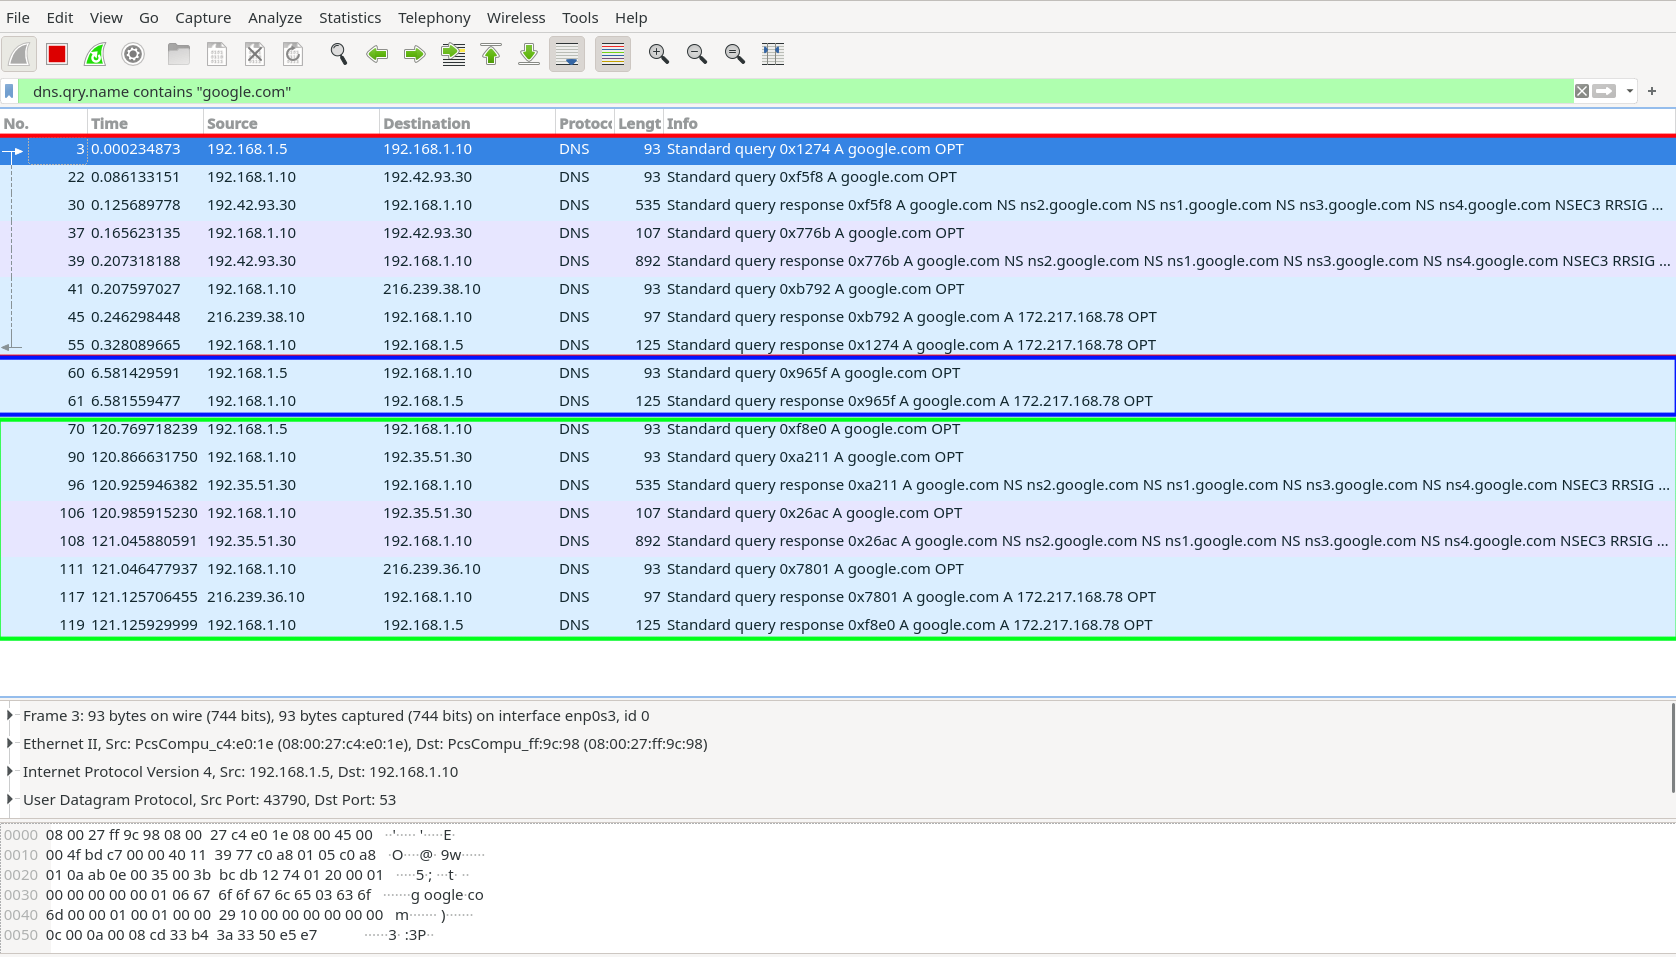 File Edit View Go Capture Analyze Statistics Telephony Wireless Tools Help
dns.qry.name contains "google.com"
No. Time Source Destination Protocc Lengt Info
3 0.000234873 192.168.1.5 192.168.1.10 DNS 93 Standard query 0x1274 A google.com OPT
22 0.086133151 192.168.1.10 192.42.93.30 DNS 93 Standard query 0xf5f8 A google.com OPT
30 0.125689778 192.42.93.30 192.168.1.10 DNS 535 Standard query response 0xf5f8 A google.com NS ns2.google.com NS ns1.google.com NS ns3.google.com NS ns4.google.com NSEC3 RRSIG ...
37 0.165623135 192.168.1.10 192.42.93.30 DNS 107 Standard query 0x776b A google.com OPT
39 0.207318188 192.42.93.30 192.168.1.10 DNS 892 Standard query response 0x776b A google.com NS ns2.google.com NS ns1.google.com NS ns3.google.com NS ns4.google.com NSEC3 RRSIG ...
41 0.207597027 192.168.1.10 216.239.38.10 DNS 93 Standard query 0xb792 A google.com OPT
45 0.246298448 216.239.38.10 192.168.1.10 DNS 97 Standard query response 0xb792 A google.com A 172.217.168.78 OPT
55 0.328089665 192.168.1.10 192.168.1.5 DNS 125 Standard query response 0x1274 A google.com A 172.217.168.78 OPT
60 6.581429591 192.168.1.5 192.168.1.10 DNS 93 Standard query 0x965f A google.com OPT
61 6.581559477 192.168.1.10 192.168.1.5 DNS 125 Standard query response 0x965f A google.com A 172.217.168.78 OPT
70 120.769718239 192.168.1.5 192.168.1.10 DNS 93 Standard query 0xf8e0 A google.com OPT
90 120.866631750 192.168.1.10 192.35.51.30 DNS 93 Standard query 0xa211 A google.com OPT
96 120.925946382 192.35.51.30 192.168.1.10 DNS 535 Standard query response 0xa211 A google.com NS ns2.google.com NS ns1.google.com NS ns3.google.com NS ns4.google.com NSEC3 RRSIG ...
106 120.985915230 192.168.1.10 192.35.51.30 DNS 107 Standard query 0x26ac A google.com OPT
108 121.045880591 192.35.51.30 192.168.1.10 DNS 892 Standard query response 0x26ac A google.com NS ns2.google.com NS ns1.google.com NS ns3.google.com NS ns4.google.com NSEC3 RRSIG ...
111 121.046477937 192.168.1.10 216.239.36.10 DNS 93 Standard query 0x7801 A google.com OPT
117 121.125706455 216.239.36.10 192.168.1.10 DNS 97 Standard query response 0x7801 A google.com A 172.217.168.78 OPT
119 121.125929999 192.168.1.10 192.168.1.5 DNS 125 Standard query response 0xf8e0 A google.com A 172.217.168.78 OPT
Frame 3: 93 bytes on wire (744 bits), 93 bytes captured (744 bits) on interface enp0s3, id 0
Ethernet II, Src: PcsCompu_c4:e0:1e (08:00:27:c4:e0:1e), Dst: PcsCompu_ff:9c:98 (08:00:27:ff:9c:98)
Internet Protocol Version 4, Src: 192.168.1.5, Dst: 192.168.1.10
User Datagram Protocol, Src Port: 43790, Dst Port: 53
0000 08 00 27 ff 9c 98 08 00 27 c4 e0 1e 08 00 45 00 ··'····· '·····E·
0010 00 4f bd c7 00 00 40 11 39 77 c0 a8 01 05 c0 a8 ·O····@· 9w······
0020 01 0a ab 0e 00 35 00 3b bc db 12 74 01 20 00 01 ·····5·; ···t· ··
0030 00 00 00 00 00 01 06 67 6f 6f 67 6c 65 03 63 6f ·······g oogle·co
0040 6d 00 00 01 00 01 00 00 29 10 00 00 00 00 00 00 m······· )·······
0050 0c 00 0a 00 08 cd 33 b4 3a 33 50 e5 e7 ······3· :3P··